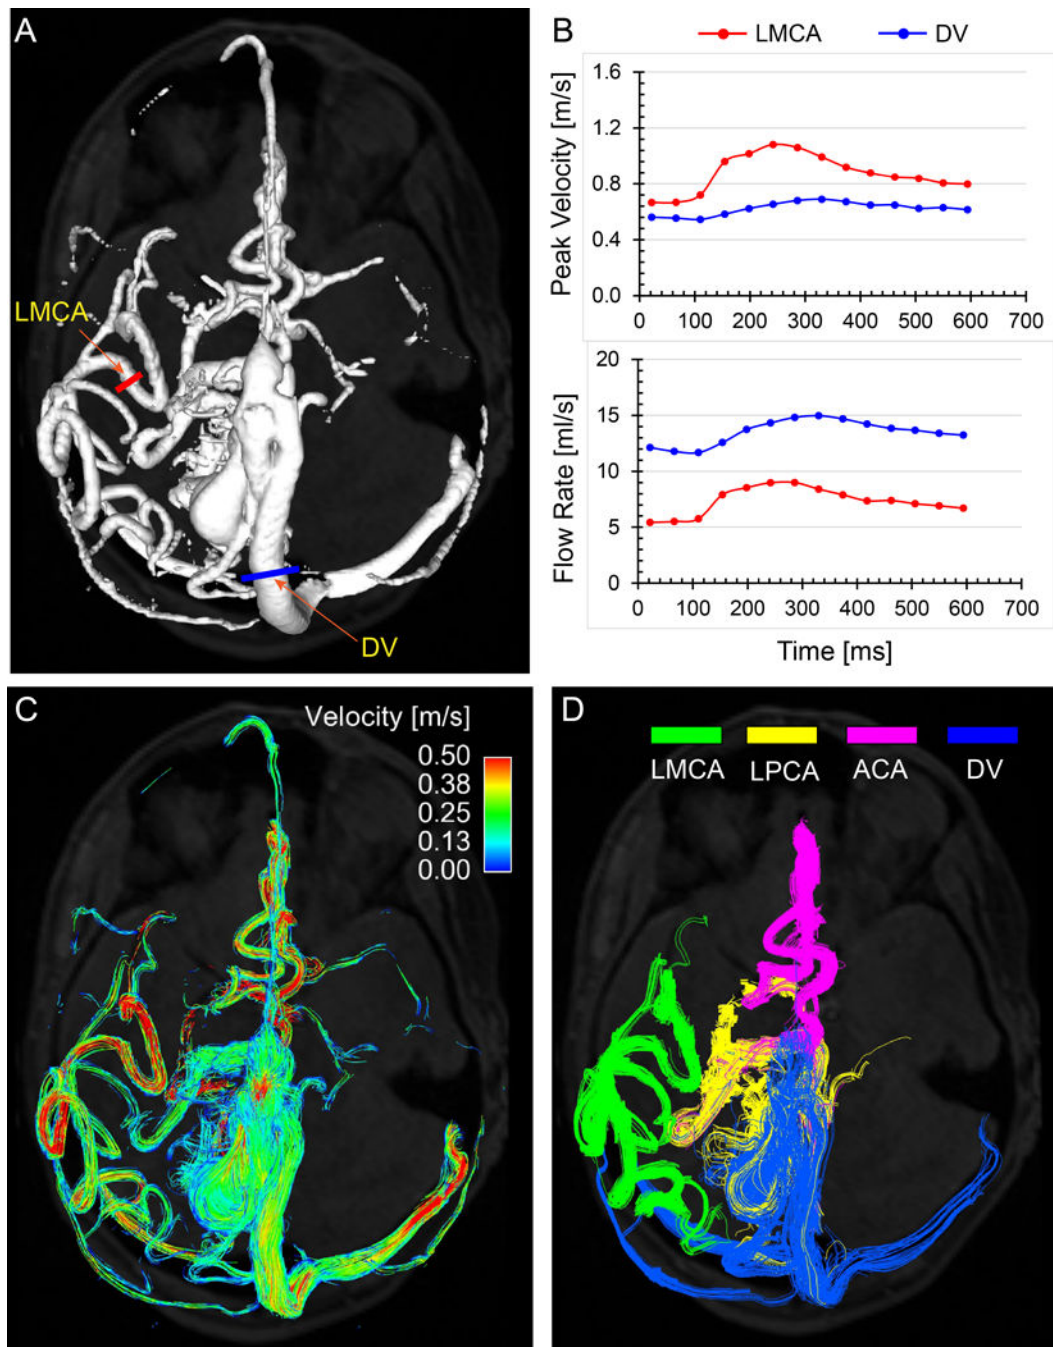 A
LMCA
DV
B
LMCA DV
Peak Velocity [m/s]
1.6
1.2
0.8
0.4
0.0
0 100 200 300 400 500 600 700
Flow Rate [ml/s]
20
15
10
5
0
0 100 200 300 400 500 600 700
Time [ms]
C
Velocity [m/s]
0.50
0.38
0.25
0.13
0.00
D
LMCA LPCA ACA DV